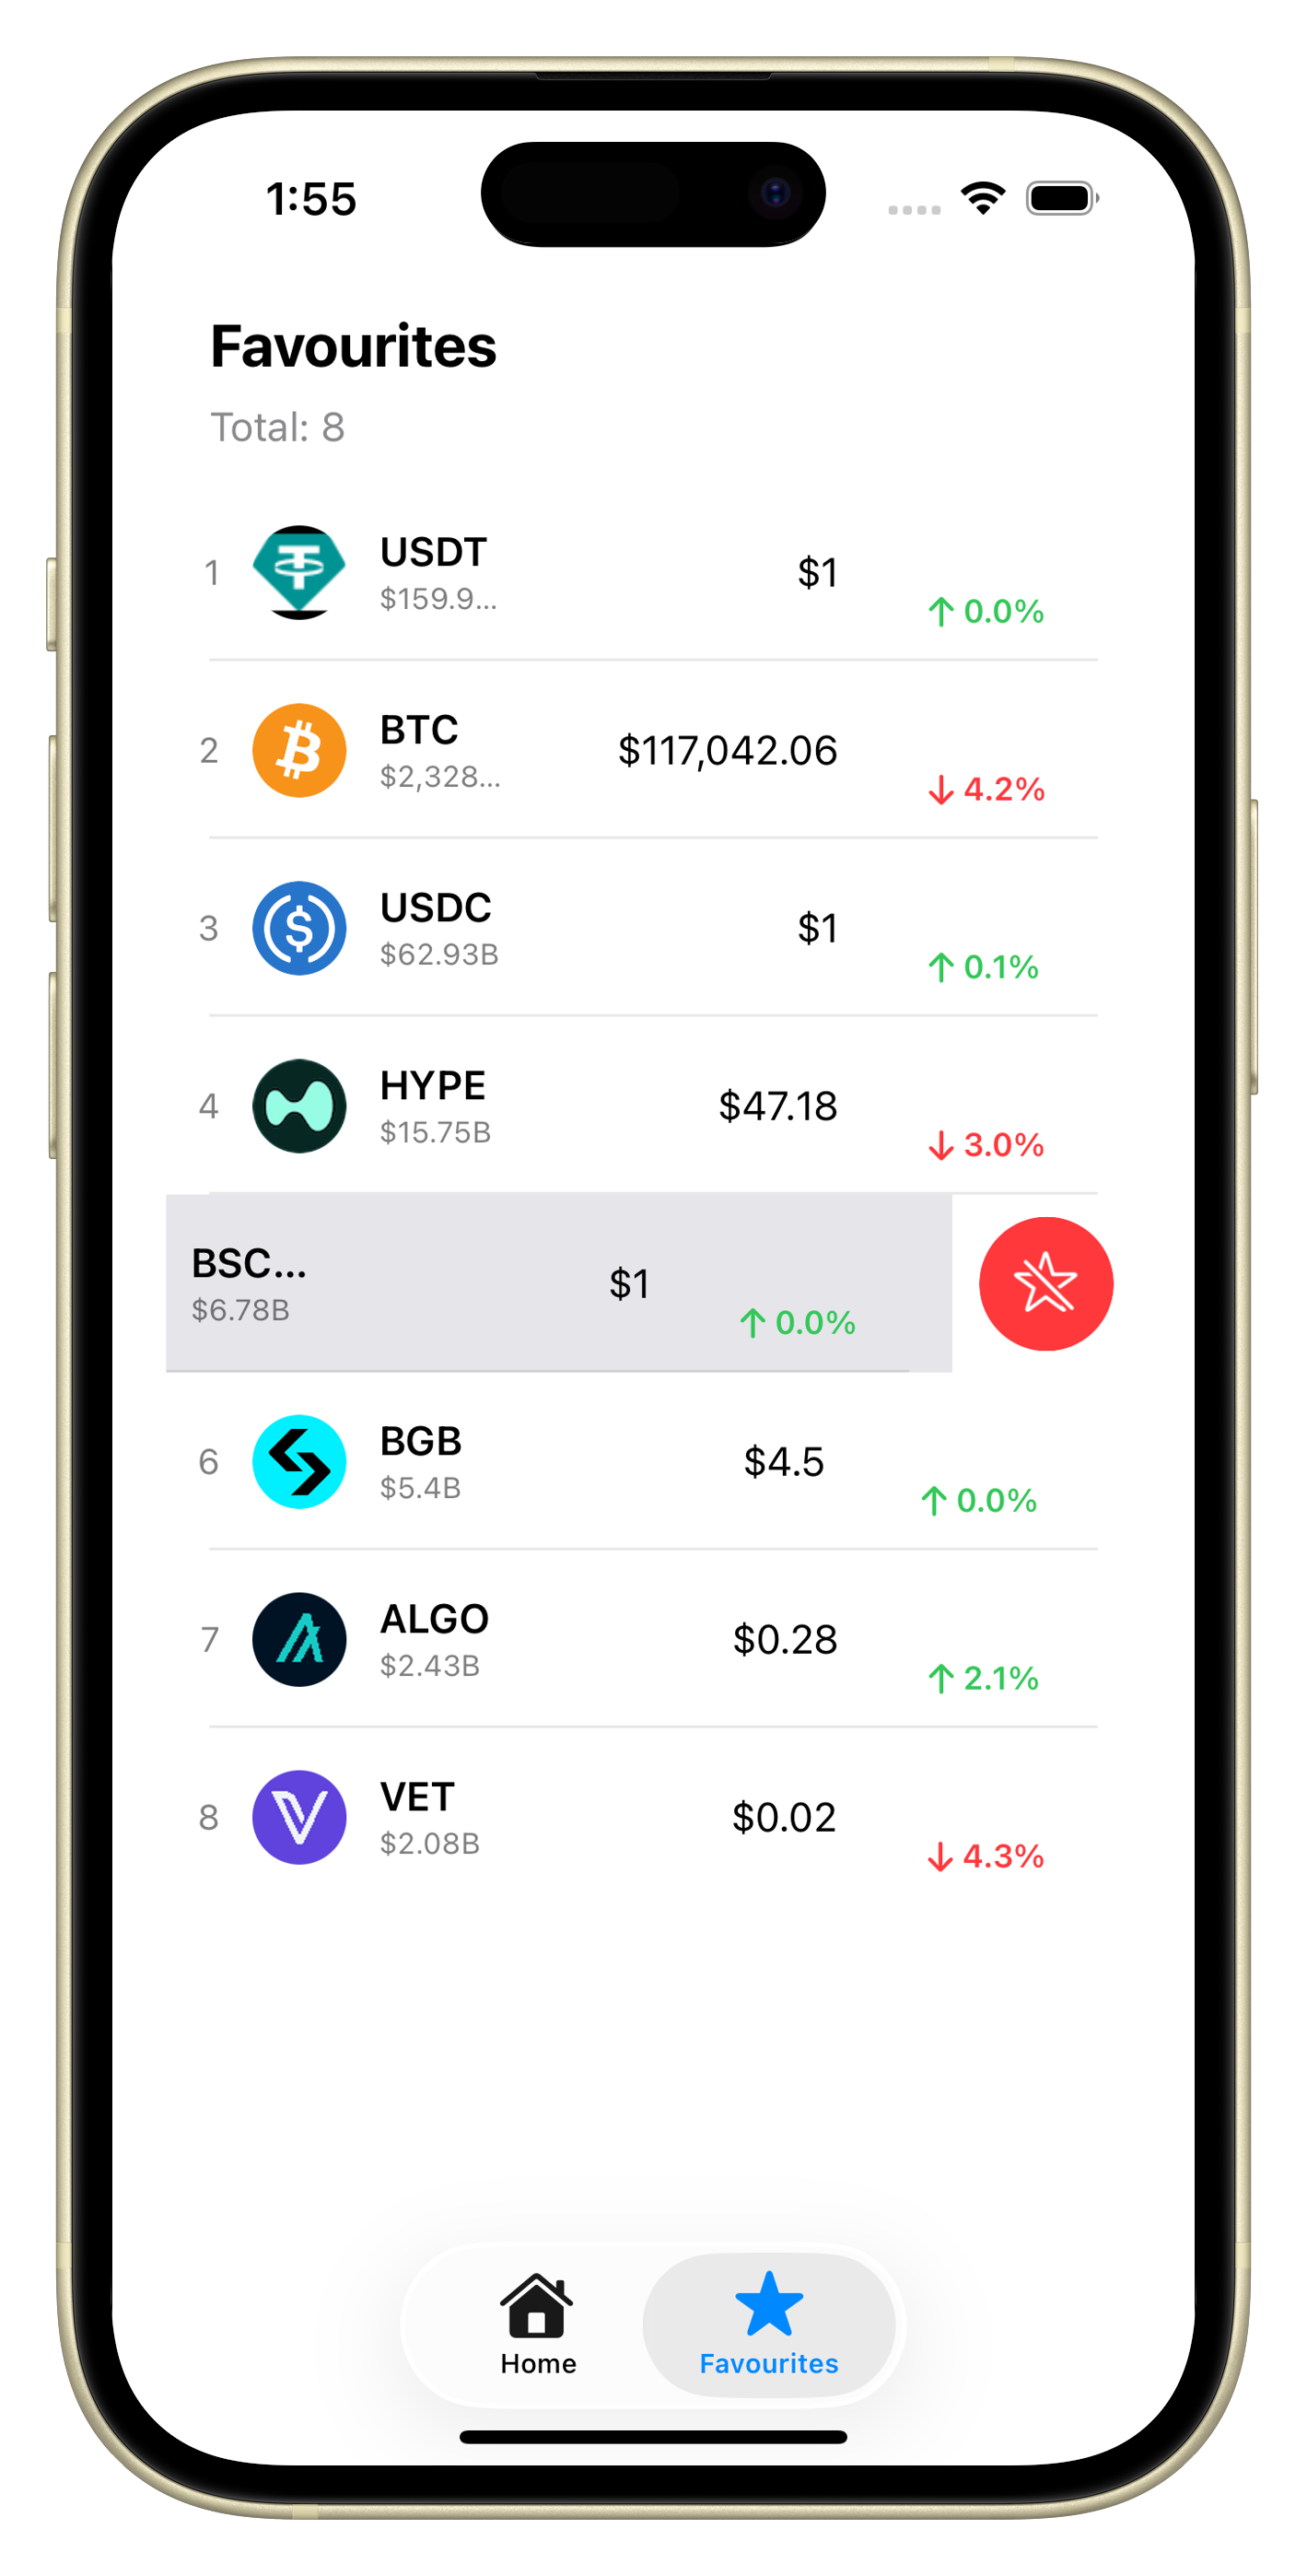 1:55
Favourites
Total: 8
1 USDT $1
$159.9... ↑ 0.0%
2 BTC $117,042.06
$2,328... ↓ 4.2%
3 USDC $1
$62.93B ↑ 0.1%
4 HYPE $47.18
$15.75B ↓ 3.0%
BSC... $1
$6.78B ↑ 0.0%
6 BGB $4.5
$5.4B ↑ 0.0%
7 ALGO $0.28
$2.43B ↑ 2.1%
8 VET $0.02
$2.08B ↓ 4.3%
Home Favourites